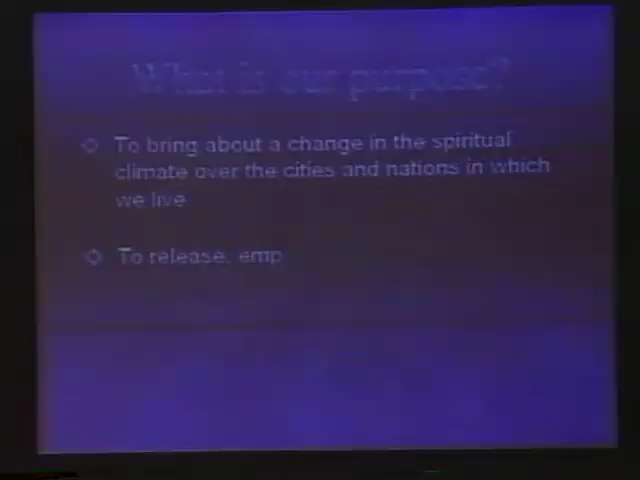 What is our purpose?
To bring about a change in the spiritual
climate over the cities and nations in which
we live
To release, emp